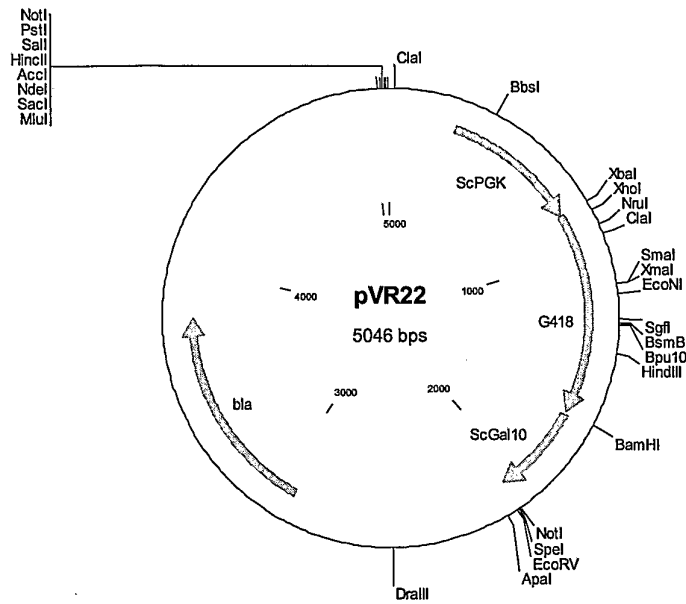 NotI
PstI
SalI
HincII
AccI
NdeI
SacI
MluI
ClaI
BbsI
ScPGK
XbaI
XhoI
NruI
ClaI
5000
SmaI
XmaI
EcoNI
1000
4000
pVR22
G418
SgfI
BsmB
Bpu10
HindIII
5046 bps
3000
2000
bla
ScGal10
BamHI
NotI
SpeI
EcoRV
ApaI
DraIII